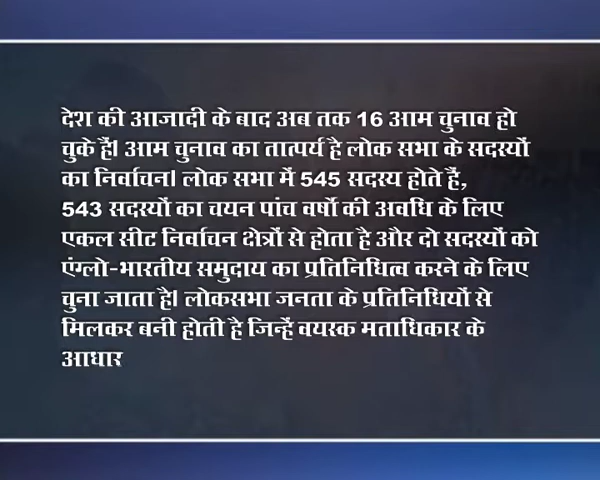 देश की आजादी के बाद अब तक 16 आम चुनाव हो
चुके हैं। आम चुनाव का तात्पर्य है लोक सभा के सदस्यों
का निर्वाचन। लोक सभा में 545 सदस्य होते हैं,
543 सदस्यों का चयन पांच वर्षों की अवधि के लिए
एकल सीट निर्वाचन क्षेत्रों से होता है और दो सदस्यों को
एंग्लो-भारतीय समुदाय का प्रतिनिधित्व करने के लिए
चुना जाता है। लोकसभा जनता के प्रतिनिधियों से
मिलकर बनी होती है जिन्हें वयस्क मताधिकार के
आधार